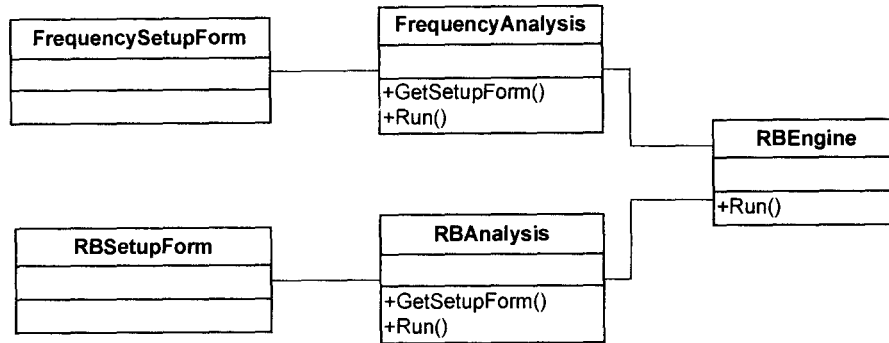 FrequencySetupForm
FrequencyAnalysis
+GetSetupForm()
+Run()
RBEngine
+Run()
RBSetupForm
RBAnalysis
+GetSetupForm()
+Run()